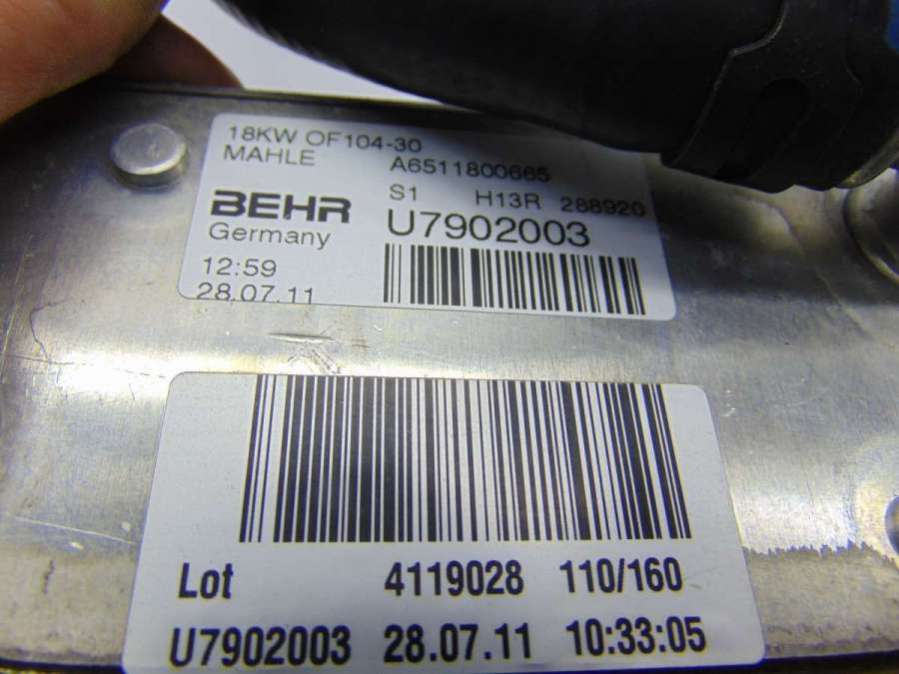 18KW OF104-30
MAHLE A6511800665
S1 H13R 288920
BEHR U7902003
Germany
12:59
28.07.11
Lot 4119028 110/160
U7902003 28.07.11 10:33:05